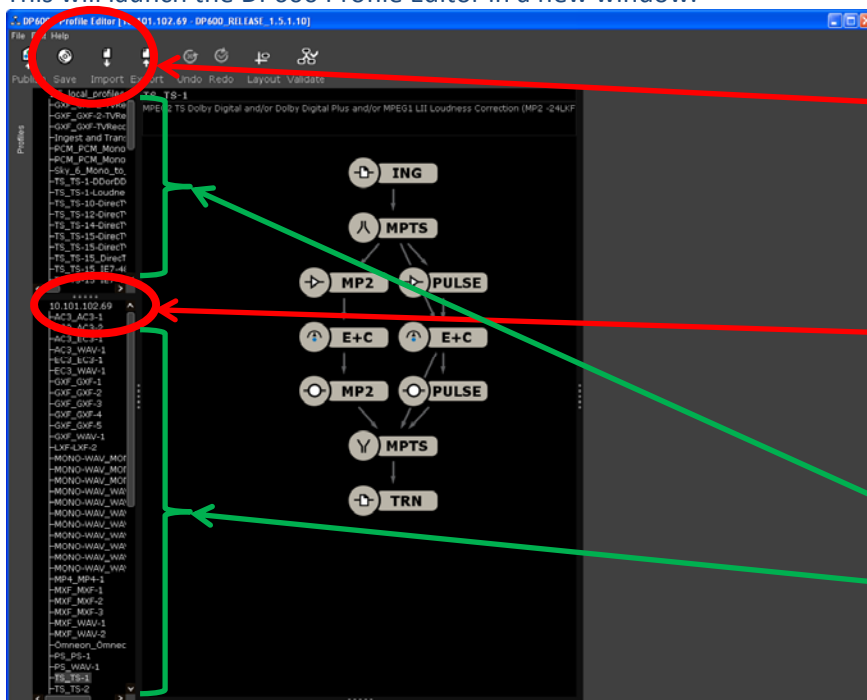 This will launch the DP600 Profile Editor in a new window.
DP600 Profile Editor [10.101.102.69 - DP600_RELEASE_1.5.1.10]
File Help
Save Import Export Undo Redo Layout Validate
Profiles
local_profiles
GXF_GXF-2-TVRe
GXF_GXF-TVRecc
Ingest and Trans
PCM_PCM_Mono
PCM_PCM_Mono
Sky_6_Mono_to_
TS_TS-1-DDorDD
TS_TS-1-Loudne
TS_TS-10-DirecT
TS_TS-12-DirecT
TS_TS-14-DirecT
TS_TS-15-DirecT
TS_TS-15-DirecT
TS_TS-15_DirecT
TS_TS-15_IE7-4
10.101.102.69
AC3_AC3-1
AC3_EC3-1
AC3_WAV-1
EC3_EC3-1
EC3_WAV-1
GXF_GXF-1
GXF_GXF-2
GXF_GXF-3
GXF_GXF-4
GXF_GXF-5
GXF_WAV-1
LXF-LXF-2
MONO-WAV_MO
MONO-WAV_MO
MONO-WAV_MO
MONO-WAV_WA
MONO-WAV_WA
MONO-WAV_WA
MONO-WAV_WA
MONO-WAV_WA
MONO-WAV_WA
MONO-WAV_WA
MONO-WAV_WA
MP4_MP4-1
MXF_MXF-1
MXF_MXF-2
MXF_MXF-3
MXF_WAV-1
MXF_WAV-2
Omneon_Omnec
PS_PS-1
PS_WAV-1
TS_TS-1
TS_TS-2
TS_TS-1
MPEG2 TS Dolby Digital and/or Dolby Digital Plus and/or MPEG1 LII Loudness Correction (MP2 -24LKF
ING
MPTS
MP2 PULSE
E+C E+C
MP2 PULSE
MPTS
TRN